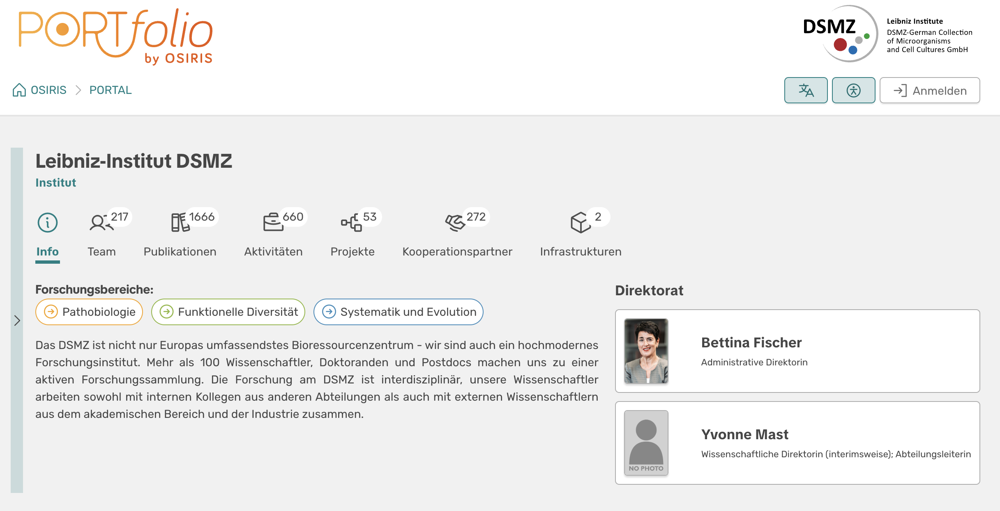 PORTfolio
by OSIRIS
DSMZ
Leibniz Institute
DSMZ-German Collection
of Microorganisms
and Cell Cultures GmbH
OSIRIS PORTAL
Anmelden
Leibniz-Institut DSMZ
Institut
217 1666 660 53 272 2
Info Team Publikationen Aktivitäten Projekte Kooperationspartner Infrastrukturen
Forschungsbereiche:
Pathobiologie Funktionelle Diversität Systematik und Evolution
Das DSMZ ist nicht nur Europas umfassendstes Bioressourcenzentrum - wir sind auch ein hochmodernes
Forschungsinstitut. Mehr als 100 Wissenschaftler, Doktoranden und Postdocs machen uns zu einer
aktiven Forschungssammlung. Die Forschung am DSMZ ist interdisziplinär, unsere Wissenschaftler
arbeiten sowohl mit internen Kollegen aus anderen Abteilungen als auch mit externen Wissenschaftlern
aus dem akademischen Bereich und der Industrie zusammen.
Direktorat
Bettina Fischer
Administrative Direktorin
Yvonne Mast
Wissenschaftliche Direktorin (interimsweise); Abteilungsleiterin
NO PHOTO